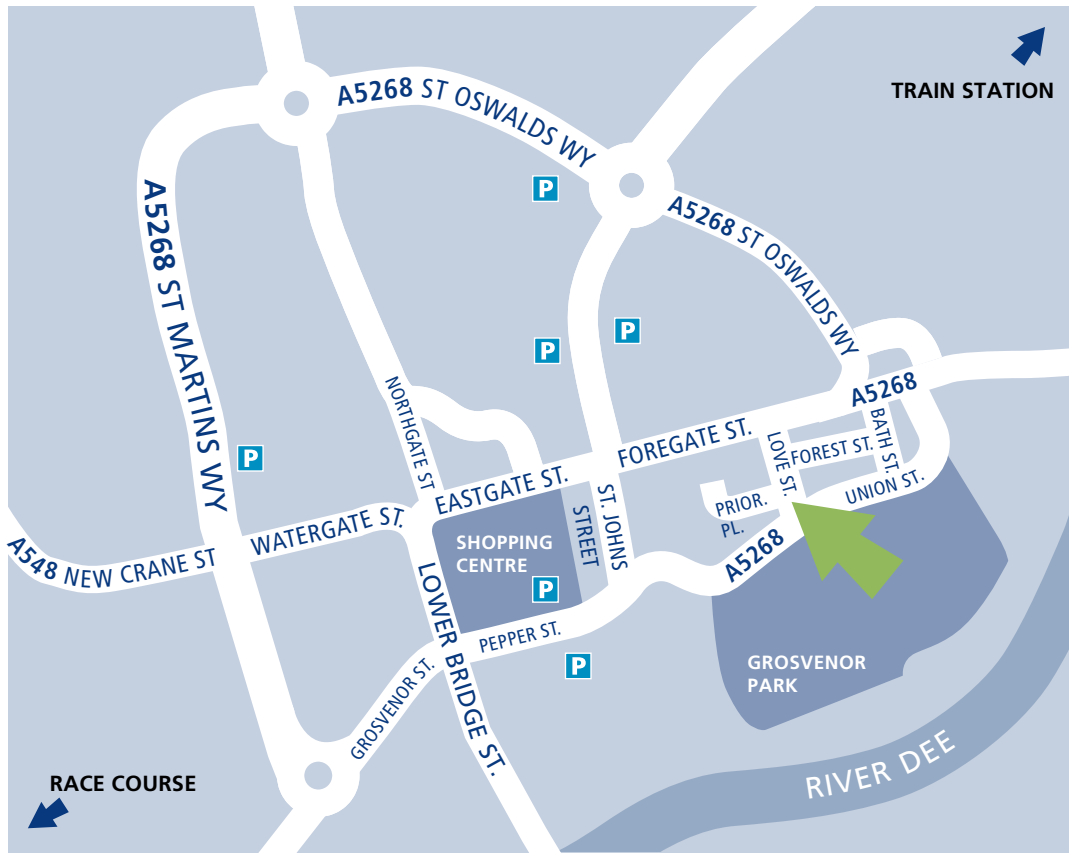 TRAIN STATION
A5268 ST OSWALDS WY
P
A5268 ST OSWALDS WY
A5268 ST MARTINS WY
P
P
NORTHGATE ST
A5268
P
FOREGATE ST.
LOVE ST.
FOREST ST.
BATH ST.
EASTGATE ST.
UNION ST.
PRIOR.
PL.
ST. JOHNS
STREET
WATERGATE ST.
A548 NEW CRANE ST
SHOPPING
CENTRE
A5268
P
LOWER BRIDGE ST.
PEPPER ST.
P
GROSVENOR ST.
GROSVENOR
PARK
RIVER DEE
RACE COURSE